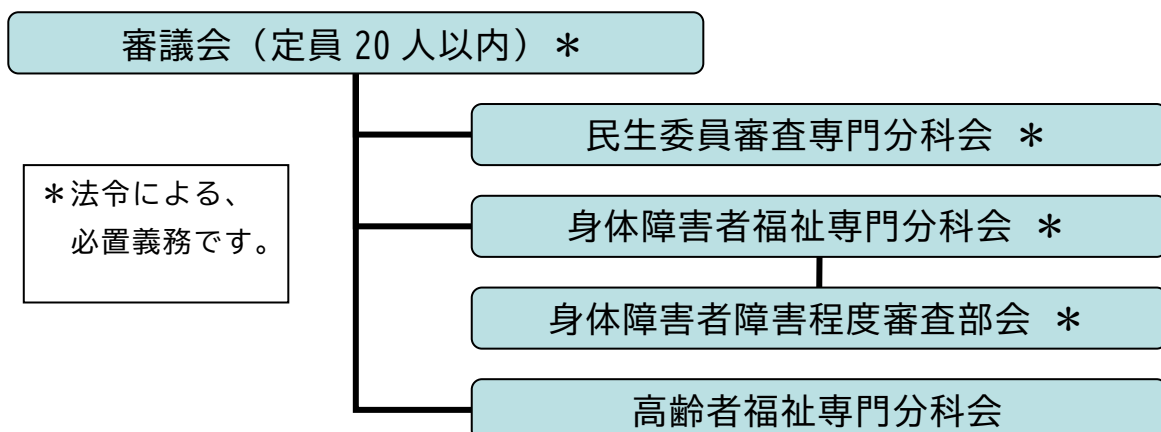 審議会（定員 20 人以内）＊
民生委員審査専門分科会 ＊
＊法令による、
必置義務です。
身体障害者福祉専門分科会 ＊
身体障害者障害程度審査部会 ＊
高齢者福祉専門分科会